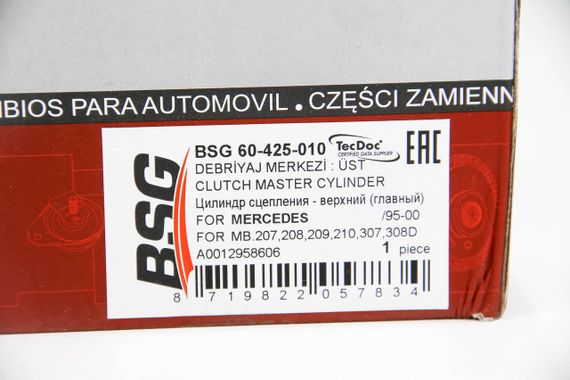 MBIOS PARA AUTOMOVIL . CZĘŚCI ZAMIENN
BSG
BSG 60-425-010
TecDoc
CERTIFIED DATA SUPPLIER
EAC
DEBRİYAJ MERKEZİ : ÜST
CLUTCH MASTER CYLINDER
Цилиндр сцепления - верхний (главный)
FOR MERCEDES /95-00
FOR MB.207,208,209,210,307,308D
A0012958606 1 piece
8 719822 057834